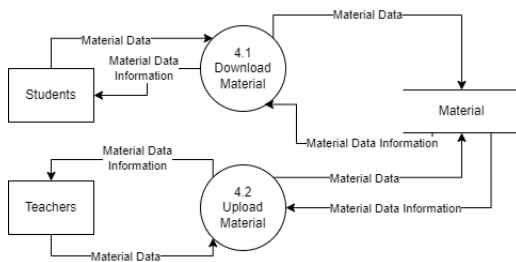 Material Data
Material Data
Information
Students
4.1
Download
Material
Material Data
Material
Material Data Information
Material Data
Information
Teachers
Material Data
4.2
Upload
Material
Material Data
Material Data Information